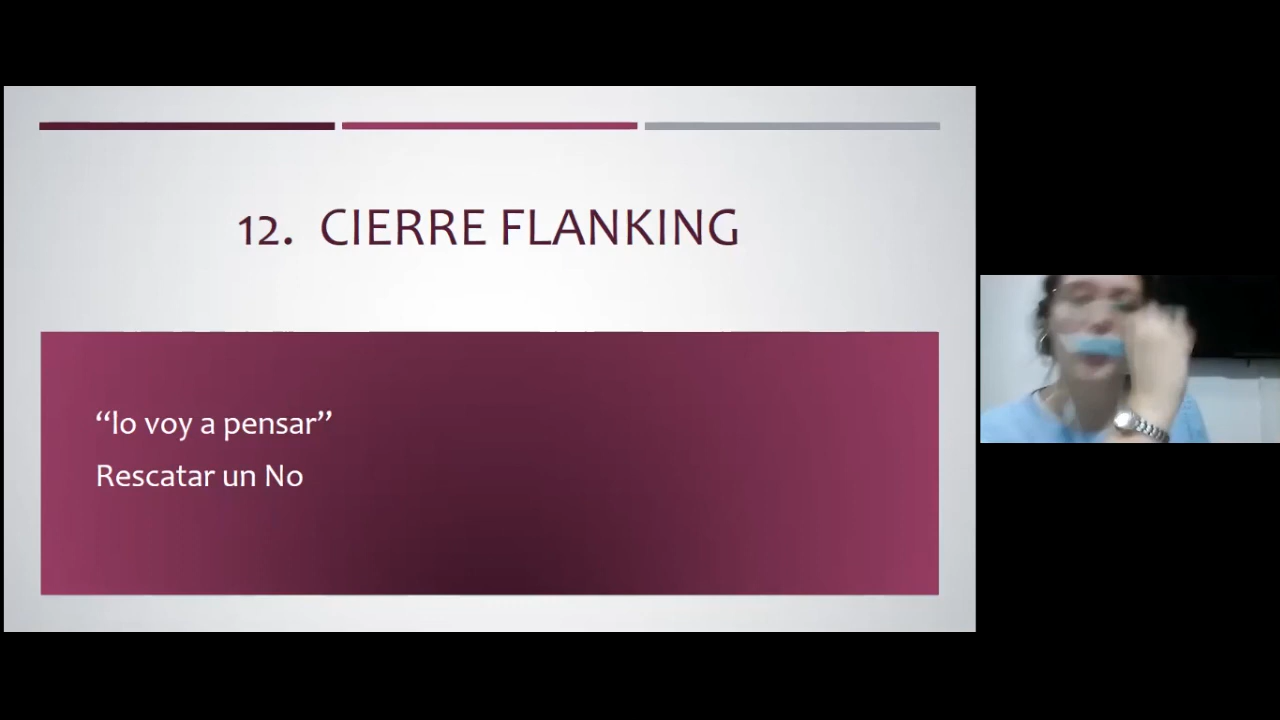 12. CIERRE FLANKING
“lo voy a pensar”
Rescatar un No